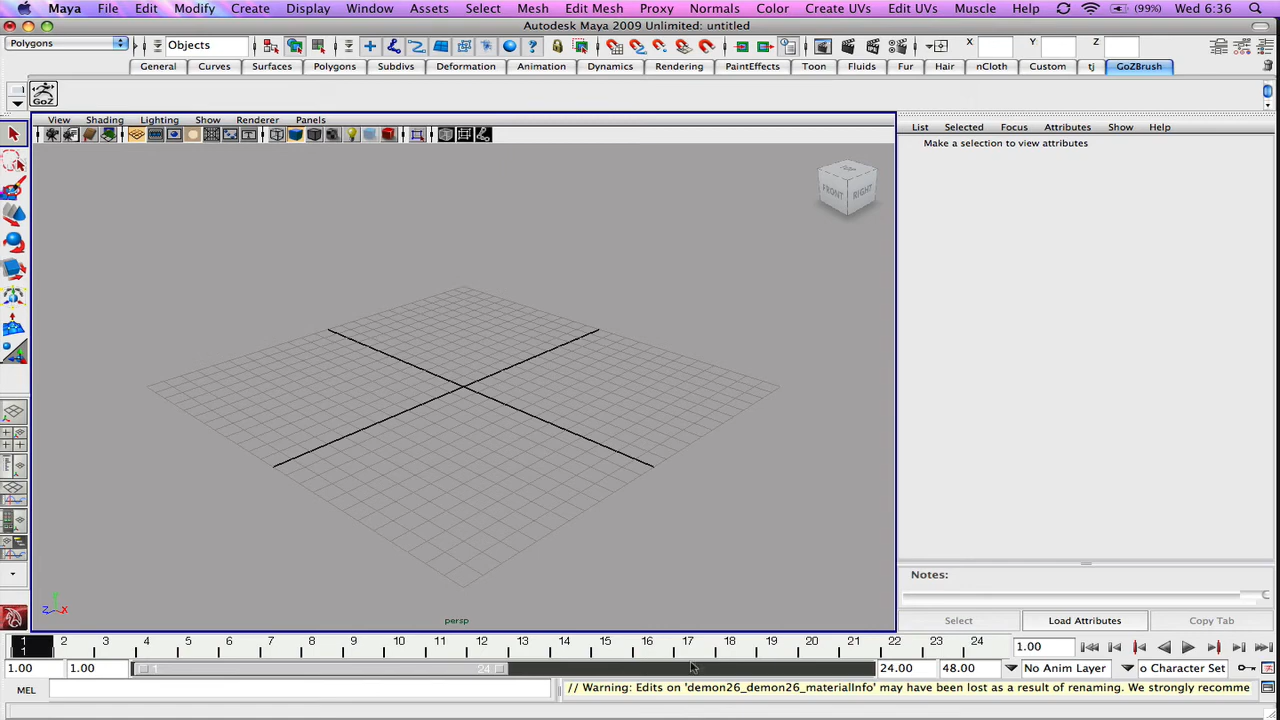 Maya File Edit Modify Create Display Window Assets Select Mesh Edit Mesh Proxy Normals Color Create UVs Edit UVs Muscle Help (99%) Wed 6:36
Autodesk Maya 2009 Unlimited: untitled
Polygons Objects X Y Z
General Curves Surfaces Polygons Subdivs Deformation Animation Dynamics Rendering PaintEffects Toon Fluids Fur Hair nCloth Custom tj GoZBrush
GoZ
View Shading Lighting Show Renderer Panels
List Selected Focus Attributes Show Help
Make a selection to view attributes
TOP
FRONT RIGHT
Notes:
y
z x
persp
Select Load Attributes Copy Tab
1 2 3 4 5 6 7 8 9 10 11 12 13 14 15 16 17 18 19 20 21 22 23 24
1 1.00
1.00 1.00 1 24 24.00 48.00 No Anim Layer o Character Set
MEL // Warning: Edits on 'demon26_demon26_materialInfo' may have been lost as a result of renaming. We strongly recomme